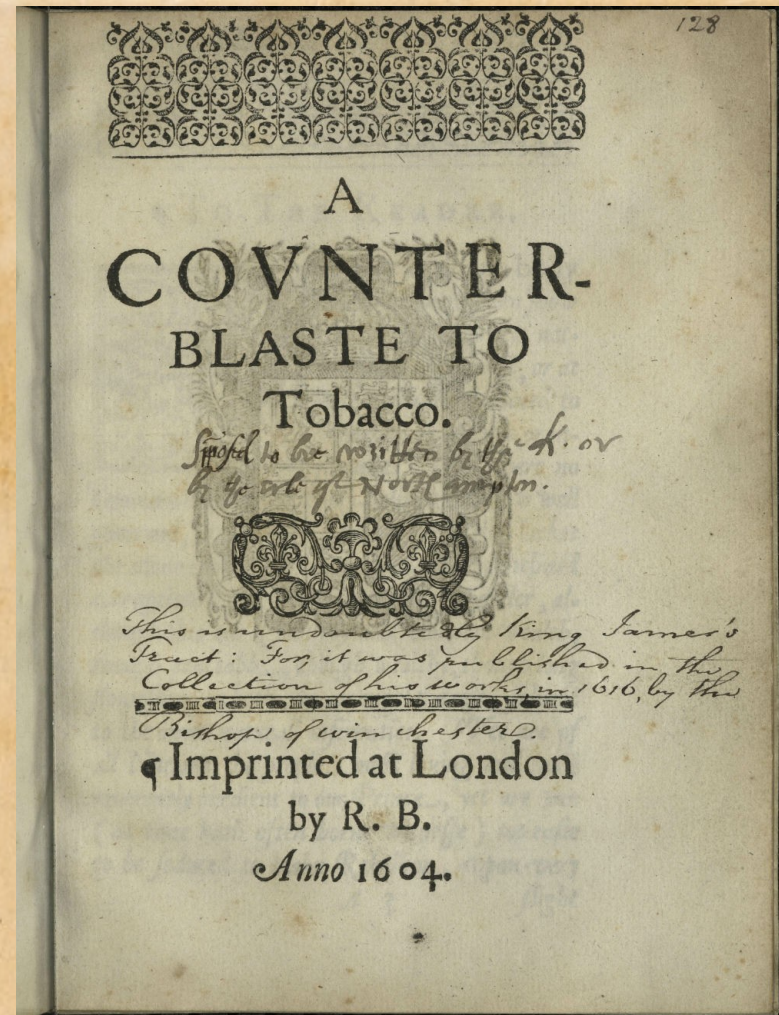 128
A
COVNTER-
BLASTE TO
Tobacco.
Supposed to be written by the K. or
by the erle of Northampton.
This is undoubtedly King James's
Tract: For, it was published in the
Collection of his works, in 1616, by the
Bishop of winchester.
¶ Imprinted at London
by R. B.
Anno 1604.